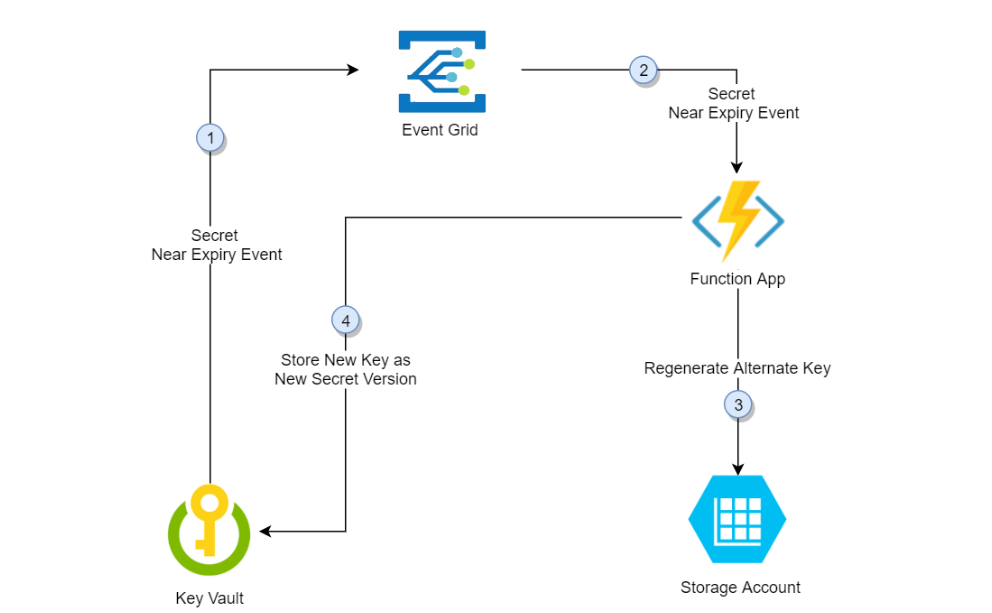 Event Grid
2
Secret
Near Expiry Event
1
Secret
Near Expiry Event
Function App
4
Store New Key as
New Secret Version
Regenerate Alternate Key
3
Key Vault
Storage Account